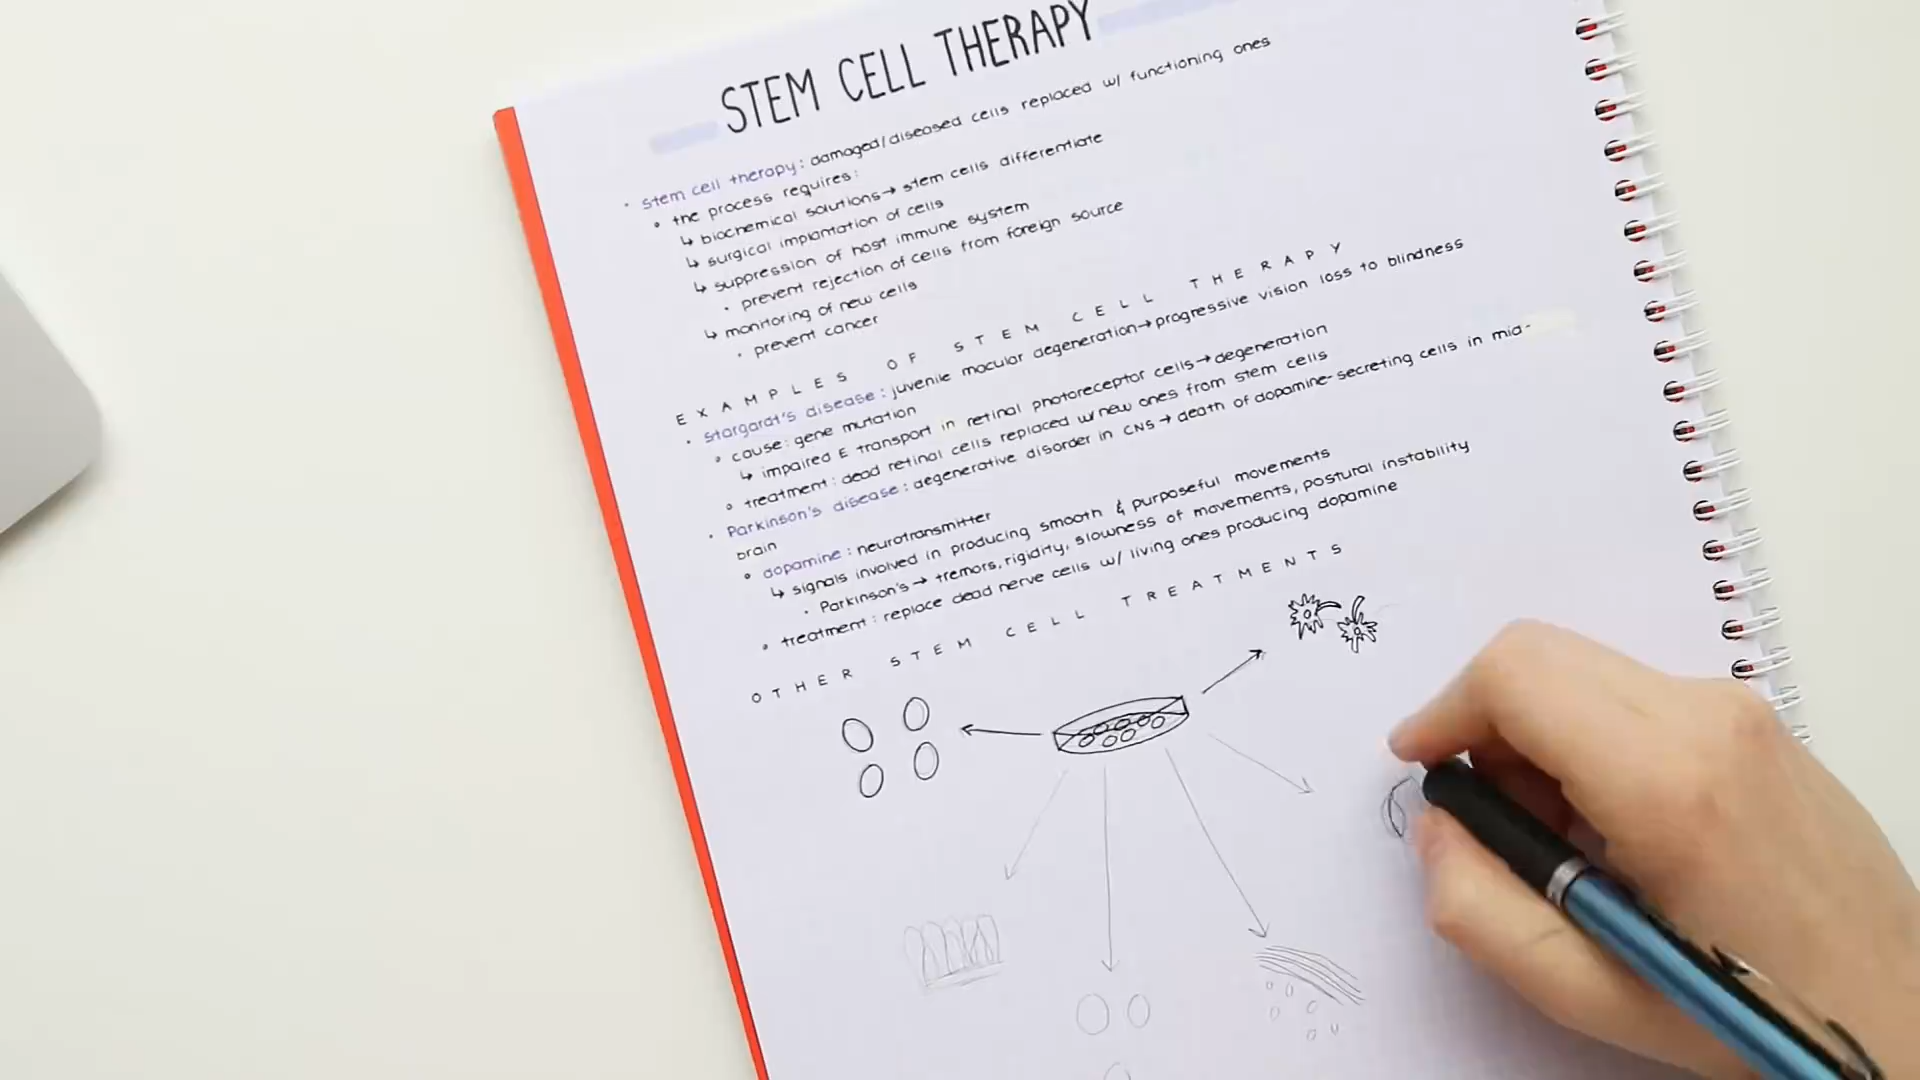 STEM CELL THERAPY
• stem cell therapy: damaged/diseased cells replaced w/ functioning ones
• the process requires:
↳ biochemical solutions → stem cells differentiate
↳ surgical implantation of cells
↳ suppression of host immune system
• prevent rejection of cells from foreign source
↳ monitoring of new cells
• prevent cancer
EXAMPLES OF STEM CELL THERAPY
• Stargardt's disease: juvenile macular degeneration → progressive vision loss to blindness
• cause: gene mutation
↳ impaired E transport in retinal photoreceptor cells → degeneration
• treatment: dead retinal cells replaced w/ new ones from stem cells
• Parkinson's disease: degenerative disorder in CNS → death of dopamine-secreting cells in mid-
brain
• dopamine: neurotransmitter
↳ signals involved in producing smooth & purposeful movements
• Parkinson's → tremors, rigidity, slowness of movements, postural instability
• treatment: replace dead nerve cells w/ living ones producing dopamine
OTHER STEM CELL TREATMENTS